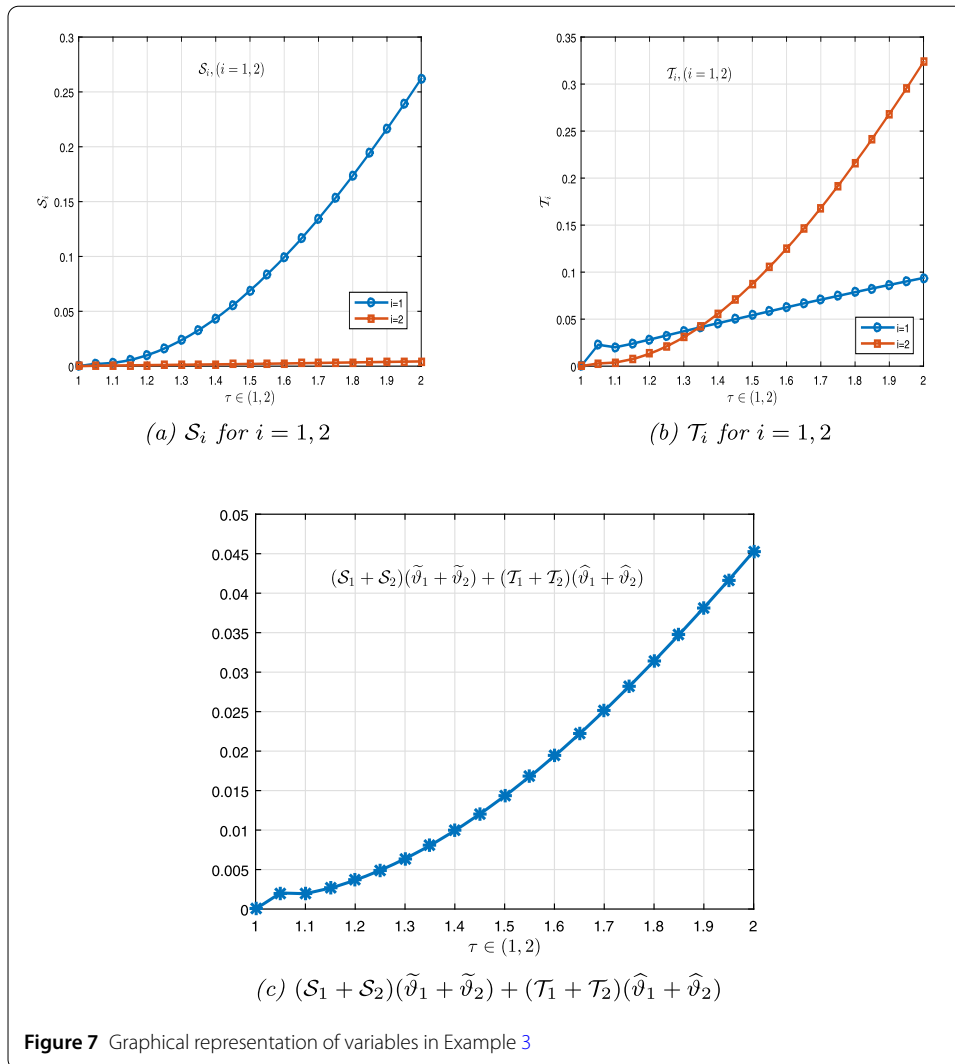 0.3
0.25
0.2
0.15
0.1
0.05
0
𝒮ᵢ
𝒮ᵢ, (i = 1, 2)
i=1
i=2
1 1.1 1.2 1.3 1.4 1.5 1.6 1.7 1.8 1.9 2
τ ∈ (1, 2)
(a) 𝒮ᵢ for i = 1, 2
0.35
0.3
0.25
0.2
0.15
0.1
0.05
0
𝒯ᵢ
𝒯ᵢ, (i = 1, 2)
i=1
i=2
1 1.1 1.2 1.3 1.4 1.5 1.6 1.7 1.8 1.9 2
τ ∈ (1, 2)
(b) 𝒯ᵢ for i = 1, 2
0.05
0.045
0.04
0.035
0.03
0.025
0.02
0.015
0.01
0.005
0
(𝒮₁ + 𝒮₂)(ϑ̃₁ + ϑ̃₂) + (𝒯₁ + 𝒯₂)(ϑ̂₁ + ϑ̂₂)
1 1.1 1.2 1.3 1.4 1.5 1.6 1.7 1.8 1.9 2
τ ∈ (1, 2)
(c) (𝒮₁ + 𝒮₂)(ϑ̃₁ + ϑ̃₂) + (𝒯₁ + 𝒯₂)(ϑ̂₁ + ϑ̂₂)
Figure 7 Graphical representation of variables in Example 3